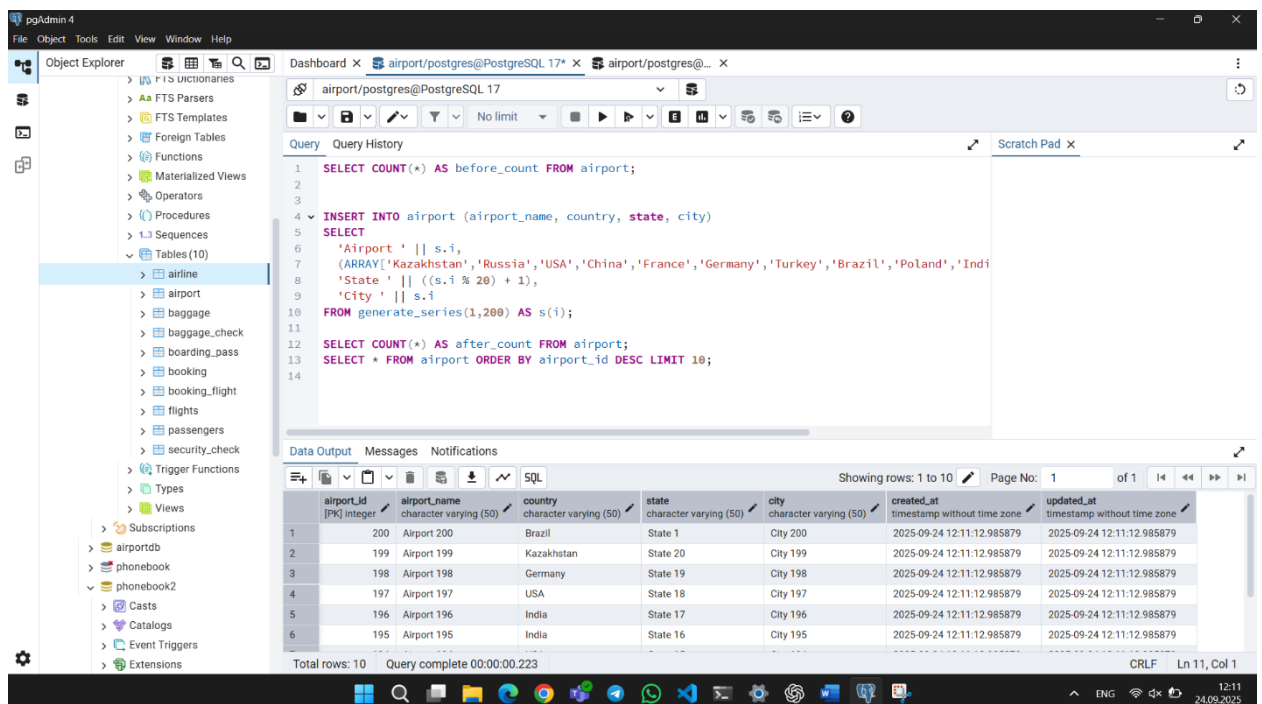 pgAdmin 4
File Object Tools Edit View Window Help
Object Explorer
Dashboard airport/postgres@PostgreSQL 17* airport/postgres@...
FTS Dictionaries
Aa FTS Parsers
FTS Templates
Foreign Tables
Functions
Materialized Views
Operators
Procedures
1..3 Sequences
Tables (10)
airline
airport
baggage
baggage_check
boarding_pass
booking
booking_flight
flights
passengers
security_check
Trigger Functions
Types
Views
Subscriptions
airportdb
phonebook
phonebook2
Casts
Catalogs
Event Triggers
Extensions
airport/postgres@PostgreSQL 17
No limit
Query Query History
Scratch Pad
1 SELECT COUNT(*) AS before_count FROM airport;
2
3
4 INSERT INTO airport (airport_name, country, state, city)
5 SELECT
6 'Airport ' || s.i,
7 (ARRAY['Kazakhstan','Russia','USA','China','France','Germany','Turkey','Brazil','Poland','Indi
8 'State ' || ((s.i % 20) + 1),
9 'City ' || s.i
10 FROM generate_series(1,200) AS s(i);
11
12 SELECT COUNT(*) AS after_count FROM airport;
13 SELECT * FROM airport ORDER BY airport_id DESC LIMIT 10;
14
Data Output Messages Notifications
SQL Showing rows: 1 to 10 Page No: 1 of 1
airport_id airport_name country state city created_at updated_at
[PK] integer character varying (50) character varying (50) character varying (50) character varying (50) timestamp without time zone timestamp without time zone
1 200 Airport 200 Brazil State 1 City 200 2025-09-24 12:11:12.985879 2025-09-24 12:11:12.985879
2 199 Airport 199 Kazakhstan State 20 City 199 2025-09-24 12:11:12.985879 2025-09-24 12:11:12.985879
3 198 Airport 198 Germany State 19 City 198 2025-09-24 12:11:12.985879 2025-09-24 12:11:12.985879
4 197 Airport 197 USA State 18 City 197 2025-09-24 12:11:12.985879 2025-09-24 12:11:12.985879
5 196 Airport 196 India State 17 City 196 2025-09-24 12:11:12.985879 2025-09-24 12:11:12.985879
6 195 Airport 195 India State 16 City 195 2025-09-24 12:11:12.985879 2025-09-24 12:11:12.985879
Total rows: 10 Query complete 00:00:00.223 CRLF Ln 11, Col 1
ENG 12:11
24.09.2025